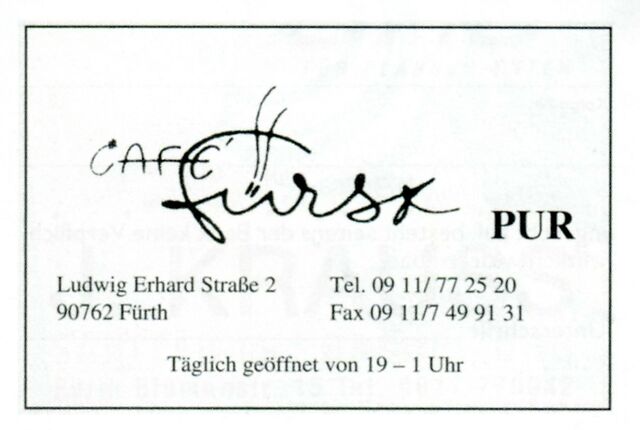 CAFÉ Fürst PUR
Ludwig Erhard Straße 2
90762 Fürth
Tel. 09 11/ 77 25 20
Fax 09 11/7 49 91 31
Täglich geöffnet von 19 – 1 Uhr